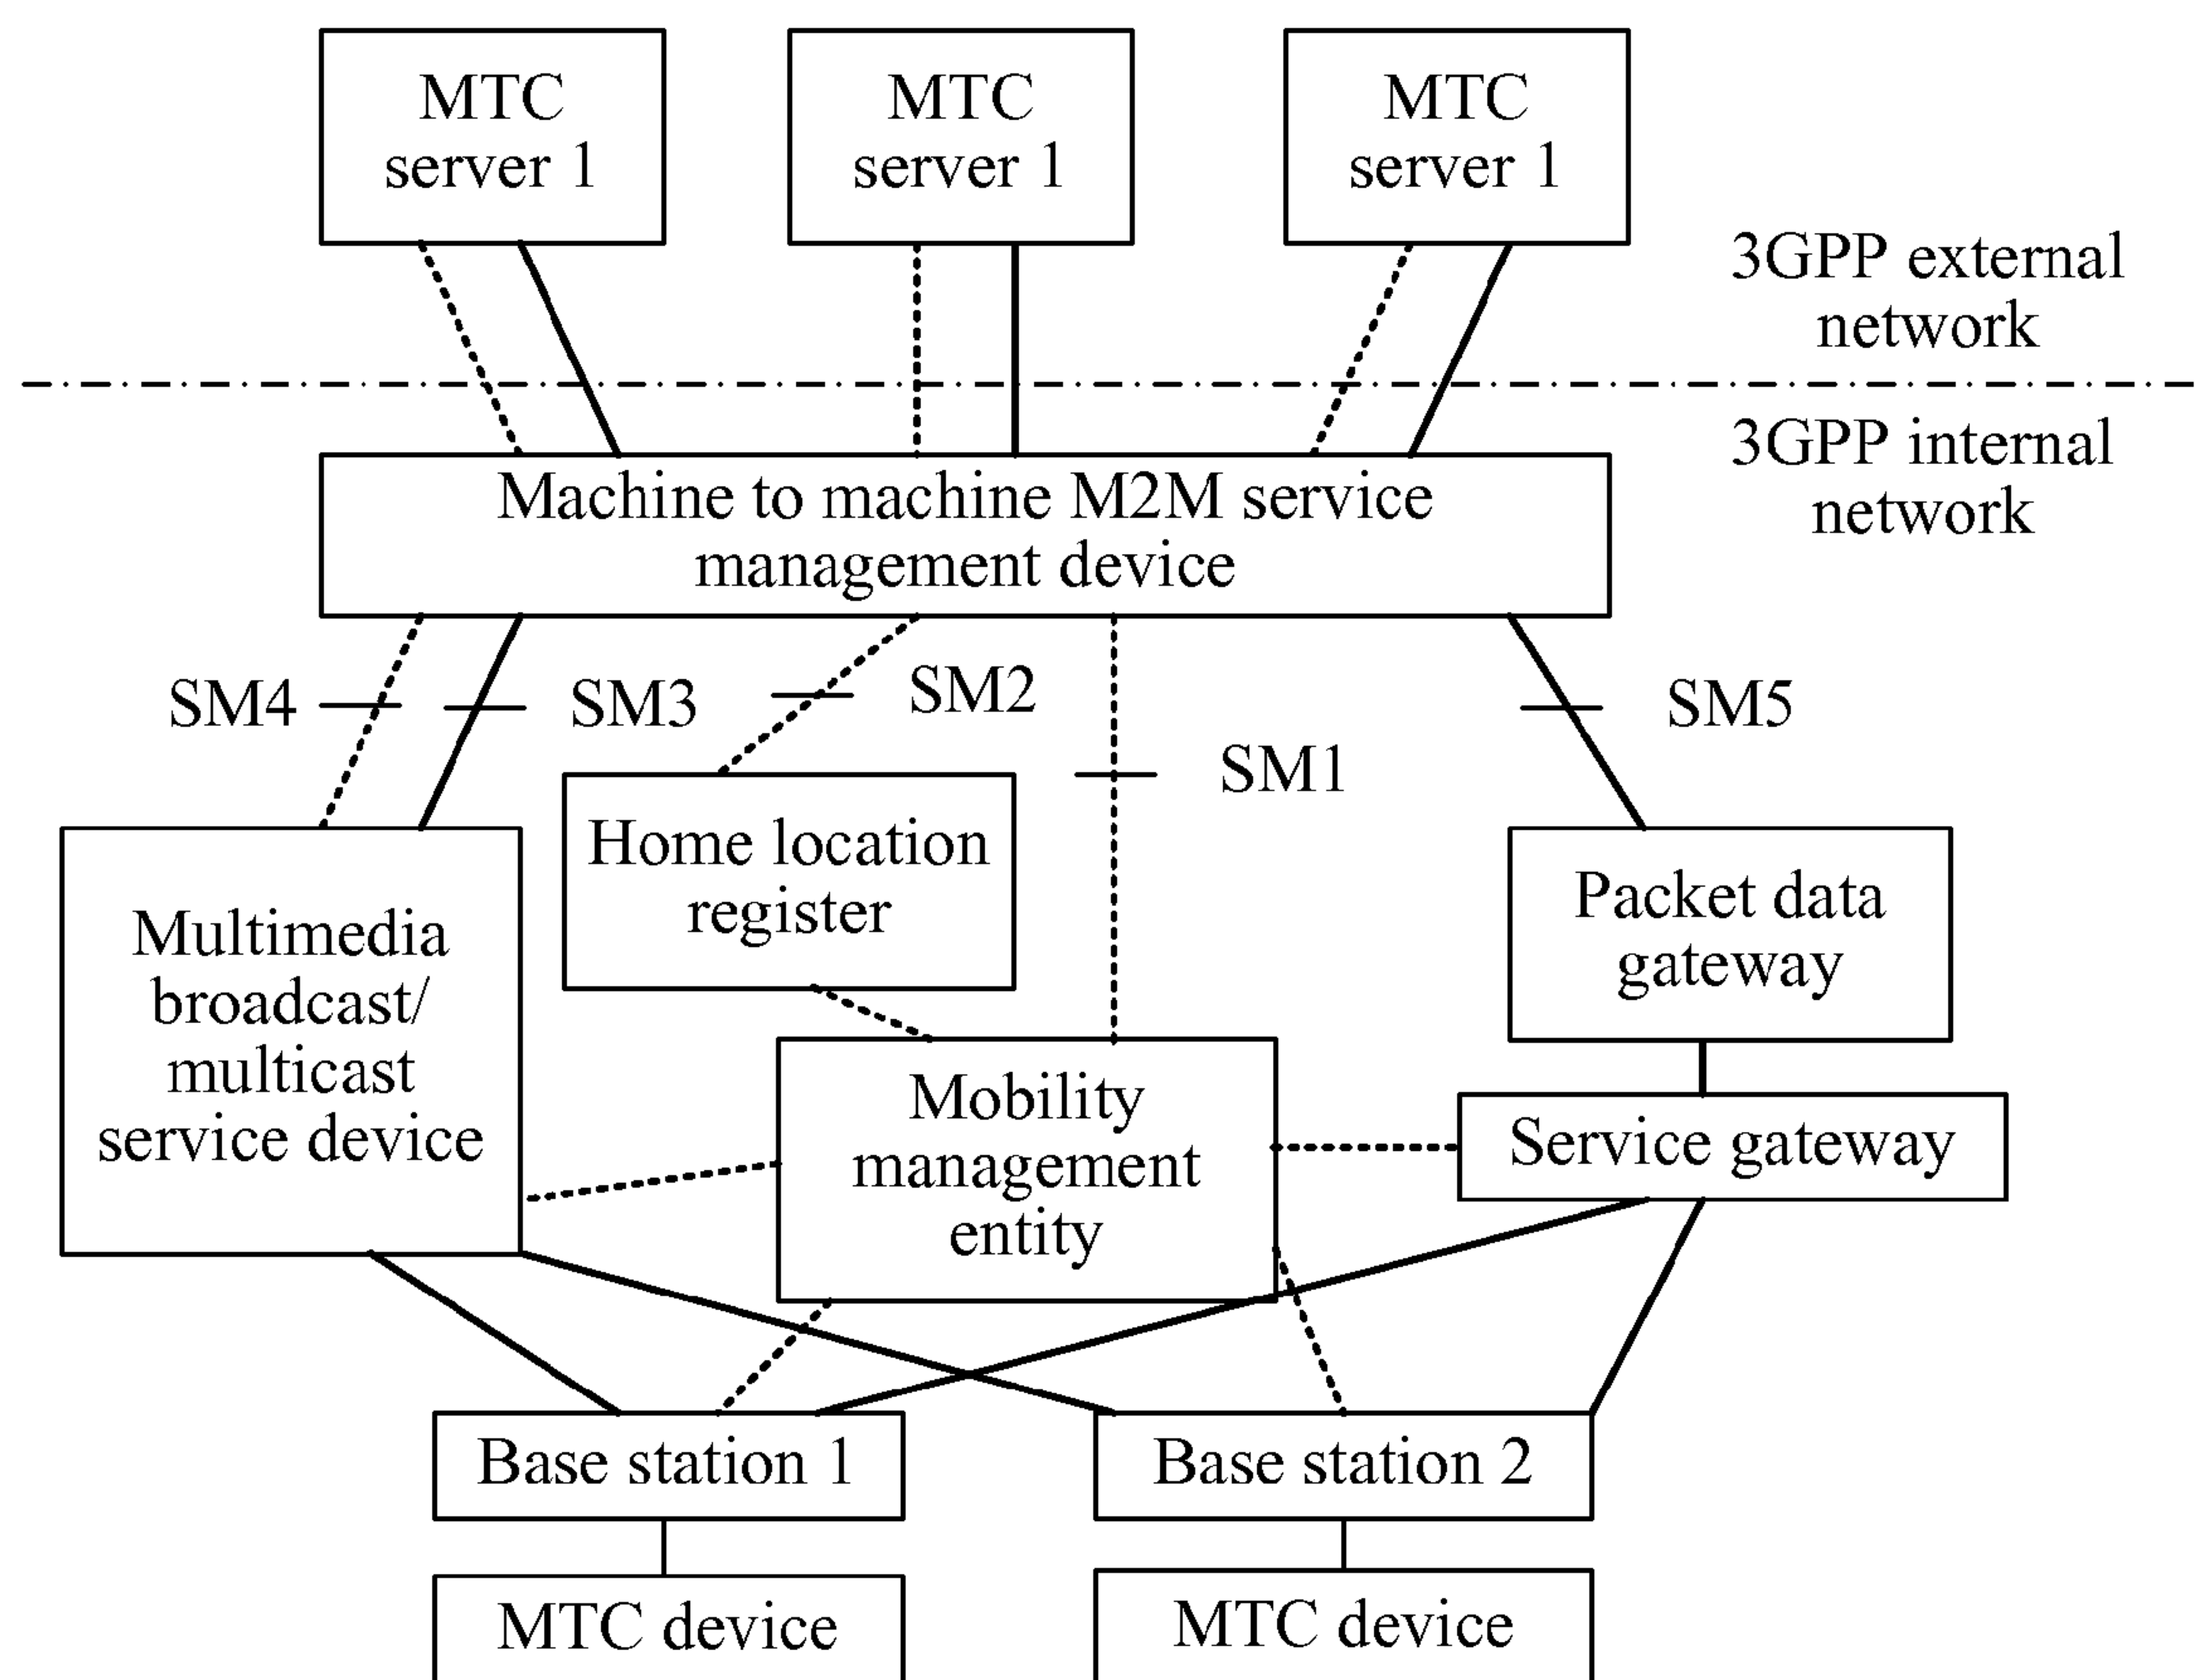 MTC
server 1
MTC
server 1
MTC
server 1
3GPP external
network
3GPP internal
network
Machine to machine M2M service
management device
SM4
SM3
SM2
SM1
SM5
Home location
register
Packet data
gateway
Multimedia
broadcast/
multicast
service device
Mobility
management
entity
Service gateway
Base station 1
Base station 2
MTC device
MTC device